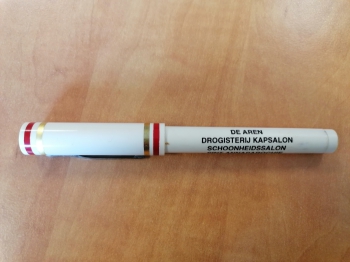 DE AREN
DROGISTERIJ KAPSALON
SCHOONHEIDSSALON